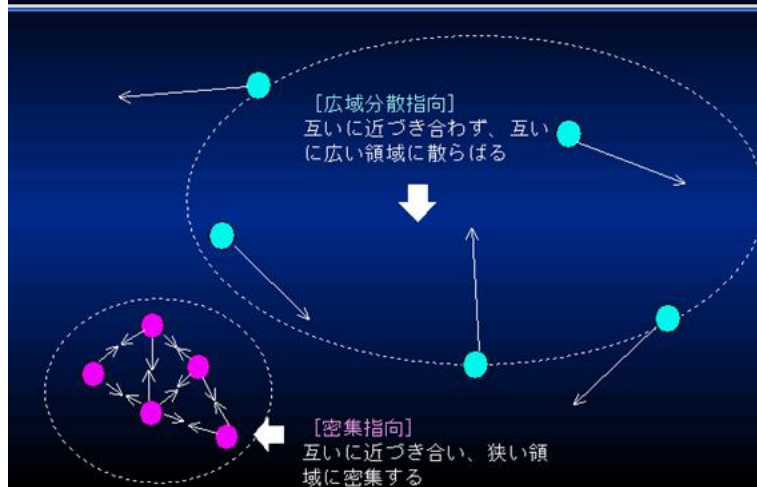 [広域分散指向]
互いに近づき合わず、互い
に広い領域に散らばる
[密集指向]
互いに近づき合い、狭い領
域に密集する